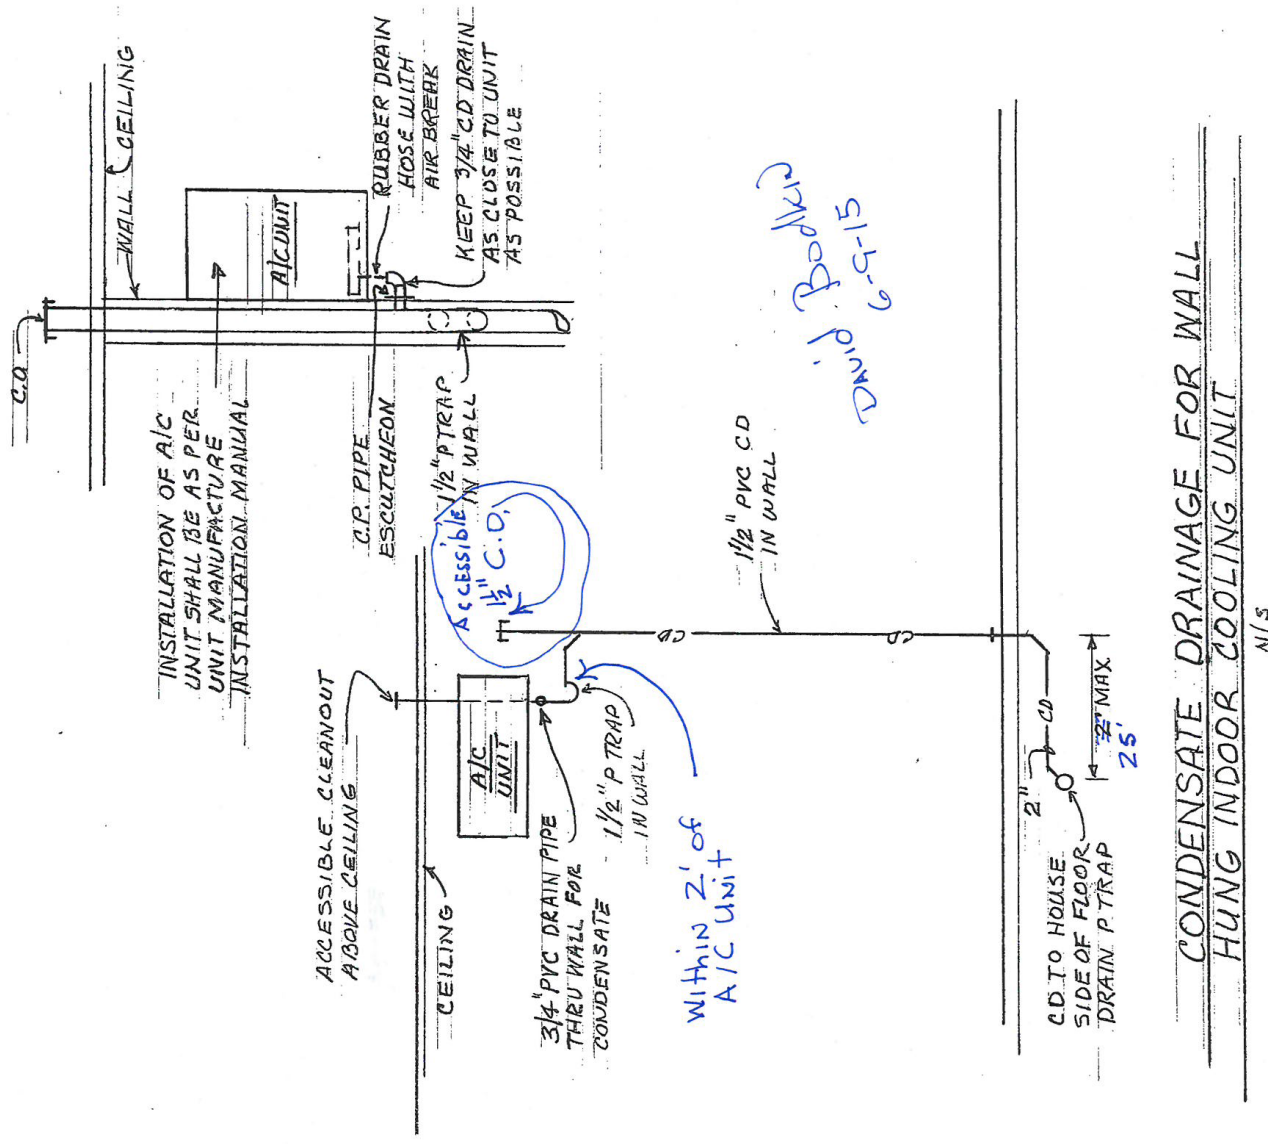 C.O
WALL
CEILING
INSTALLATION OF A/C
UNIT SHALL BE AS PER
UNIT MANUFACTURE
INSTALLATION MANUAL
A/C UNIT
RUBBER DRAIN
HOSE WITH
AIR BREAK
KEEP 3/4" CD DRAIN
AS CLOSE TO UNIT
AS POSSIBLE
C.P. PIPE
ESCUTCHEON
1 1/2" P TRAP
IN WALL
ACCESSIBLE CLEANOUT
ABOVE CEILING
CEILING
A/C
UNIT
Accessible
1 1/2" C.O.
3/4" PVC DRAIN PIPE
THRU WALL FOR
CONDENSATE
1 1/2" P TRAP
IN WALL
Within 2' of
A/C Unit
CD
CD
1 1/2" PVC CD
IN WALL
David Bodkin
6-9-15
2"
CD
2' MAX
25'
C.D. TO HOUSE
SIDE OF FLOOR
DRAIN P. TRAP
CONDENSATE DRAINAGE FOR WALL
HUNG INDOOR COOLING UNIT
N/S